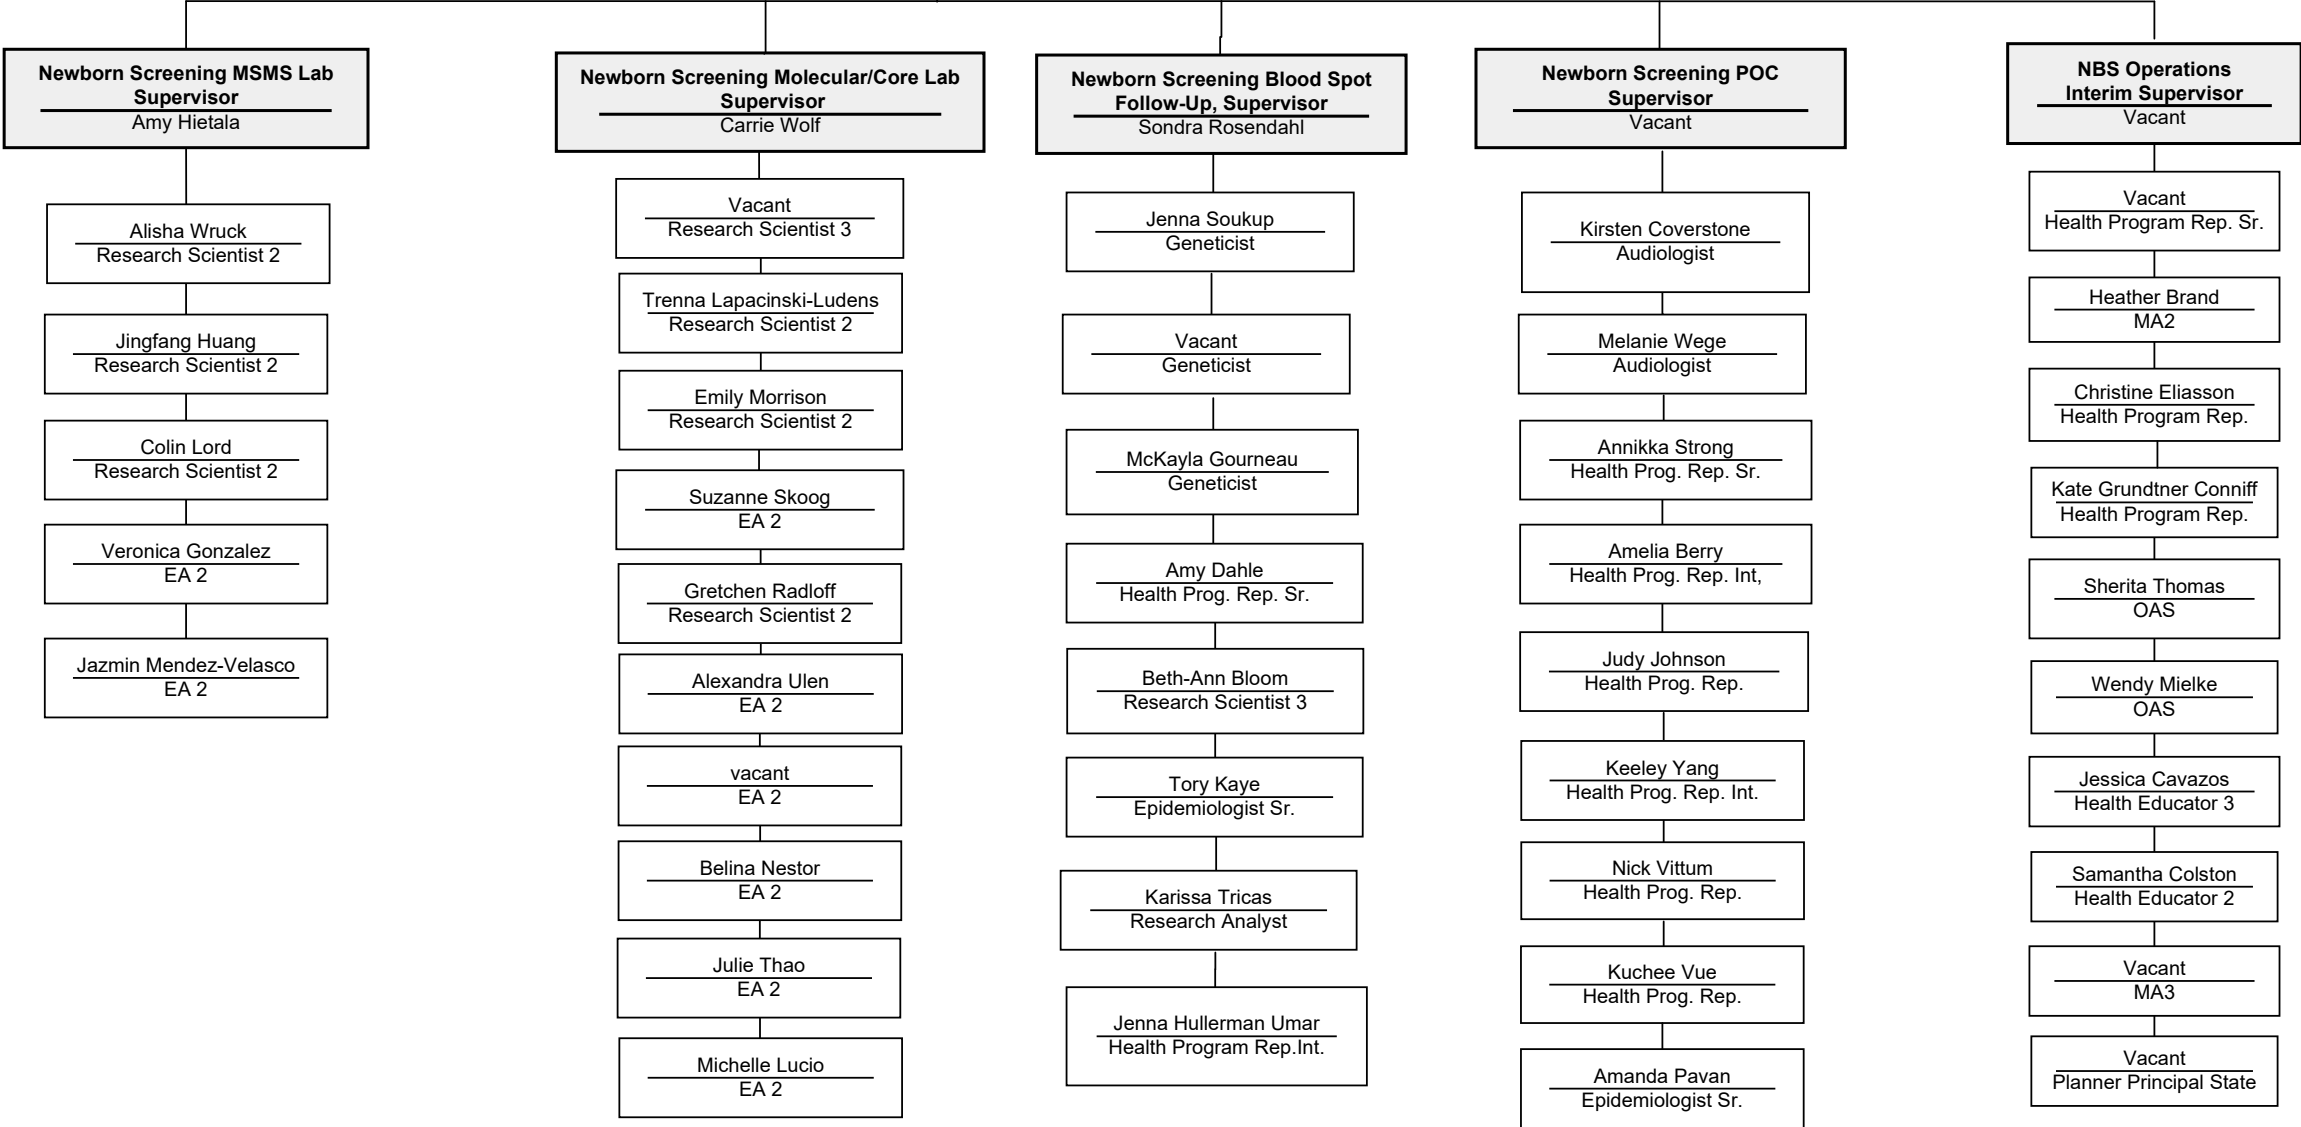 Newborn Screening MSMS Lab
Supervisor
Amy Hietala
Alisha Wruck
Research Scientist 2
Jingfang Huang
Research Scientist 2
Colin Lord
Research Scientist 2
Veronica Gonzalez
EA 2
Jazmin Mendez-Velasco
EA 2
Newborn Screening Molecular/Core Lab
Supervisor
Carrie Wolf
Vacant
Research Scientist 3
Trenna Lapacinski-Ludens
Research Scientist 2
Emily Morrison
Research Scientist 2
Suzanne Skoog
EA 2
Gretchen Radloff
Research Scientist 2
Alexandra Ulen
EA 2
vacant
EA 2
Belina Nestor
EA 2
Julie Thao
EA 2
Michelle Lucio
EA 2
Newborn Screening Blood Spot
Follow-Up, Supervisor
Sondra Rosendahl
Jenna Soukup
Geneticist
Vacant
Geneticist
McKayla Gourneau
Geneticist
Amy Dahle
Health Prog. Rep. Sr.
Beth-Ann Bloom
Research Scientist 3
Tory Kaye
Epidemiologist Sr.
Karissa Tricas
Research Analyst
Jenna Hullerman Umar
Health Program Rep.Int.
Newborn Screening POC
Supervisor
Vacant
Kirsten Coverstone
Audiologist
Melanie Wege
Audiologist
Annikka Strong
Health Prog. Rep. Sr.
Amelia Berry
Health Prog. Rep. Int,
Judy Johnson
Health Prog. Rep.
Keeley Yang
Health Prog. Rep. Int.
Nick Vittum
Health Prog. Rep.
Kuchee Vue
Health Prog. Rep.
Amanda Pavan
Epidemiologist Sr.
NBS Operations
Interim Supervisor
Vacant
Vacant
Health Program Rep. Sr.
Heather Brand
MA2
Christine Eliasson
Health Program Rep.
Kate Grundtner Conniff
Health Program Rep.
Sherita Thomas
OAS
Wendy Mielke
OAS
Jessica Cavazos
Health Educator 3
Samantha Colston
Health Educator 2
Vacant
MA3
Vacant
Planner Principal State